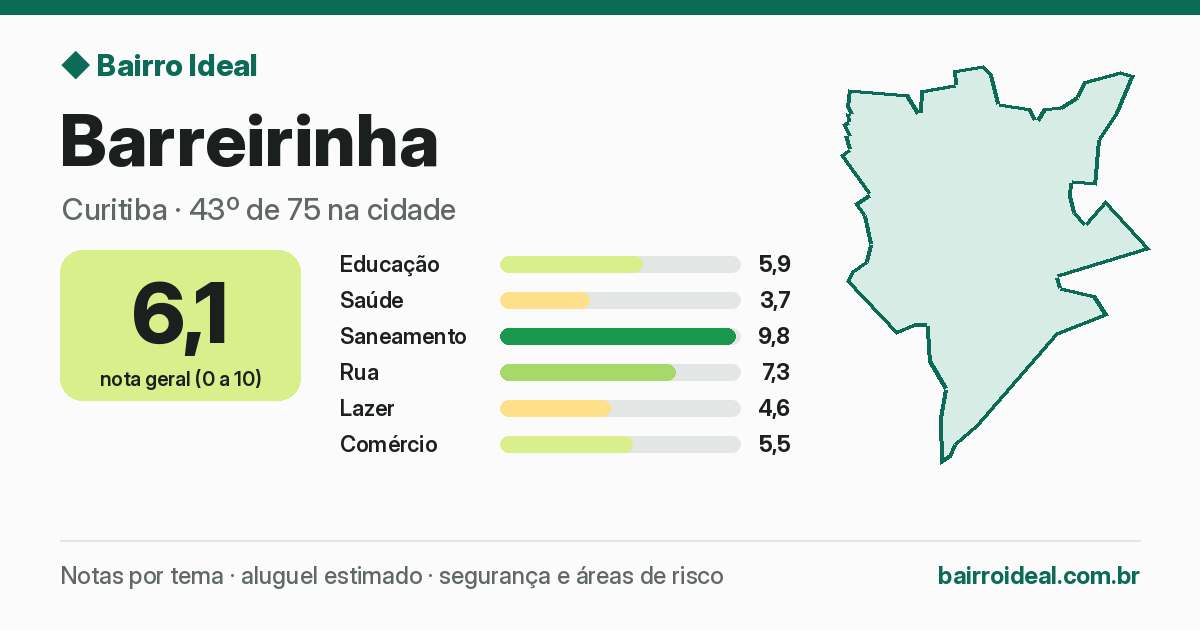 Bairro Ideal
Barreirinha
Curitiba · 43º de 75 na cidade
6,1
nota geral (0 a 10)
Educação 5,9
Saúde 3,7
Saneamento 9,8
Rua 7,3
Lazer 4,6
Comércio 5,5
Notas por tema · aluguel estimado · segurança e áreas de risco
bairroideal.com.br